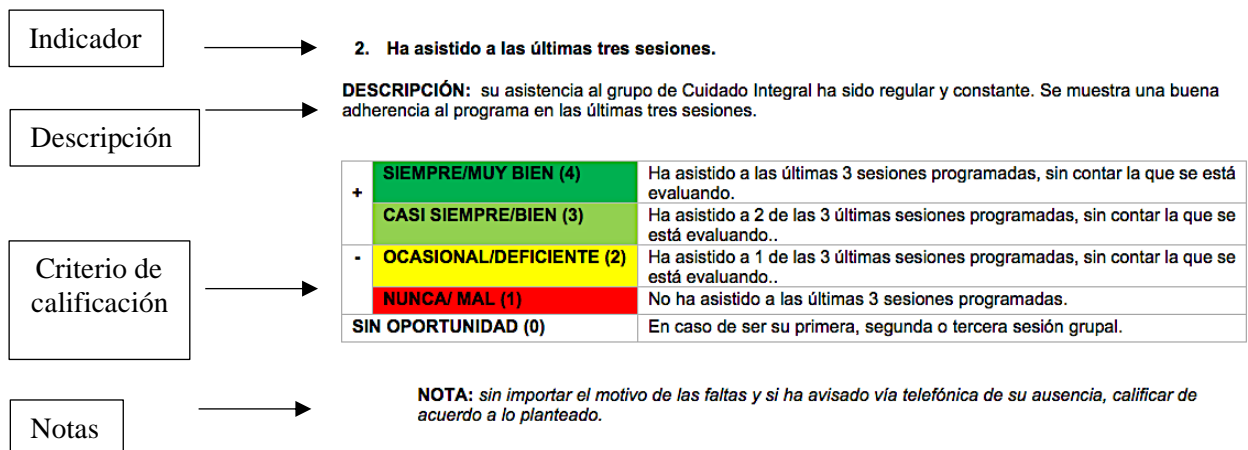 Indicador
2. Ha asistido a las últimas tres sesiones.
Descripción
DESCRIPCIÓN: su asistencia al grupo de Cuidado Integral ha sido regular y constante. Se muestra una buena
adherencia al programa en las últimas tres sesiones.
Criterio de
calificación
+
SIEMPRE/MUY BIEN (4)
Ha asistido a las últimas 3 sesiones programadas, sin contar la que se está
evaluando.
CASI SIEMPRE/BIEN (3)
Ha asistido a 2 de las 3 últimas sesiones programadas, sin contar la que se
está evaluando..
-
OCASIONAL/DEFICIENTE (2)
Ha asistido a 1 de las 3 últimas sesiones programadas, sin contar la que se
está evaluando..
NUNCA/ MAL (1)
No ha asistido a las últimas 3 sesiones programadas.
SIN OPORTUNIDAD (0)
En caso de ser su primera, segunda o tercera sesión grupal.
Notas
NOTA: sin importar el motivo de las faltas y si ha avisado vía telefónica de su ausencia, calificar de
acuerdo a lo planteado.